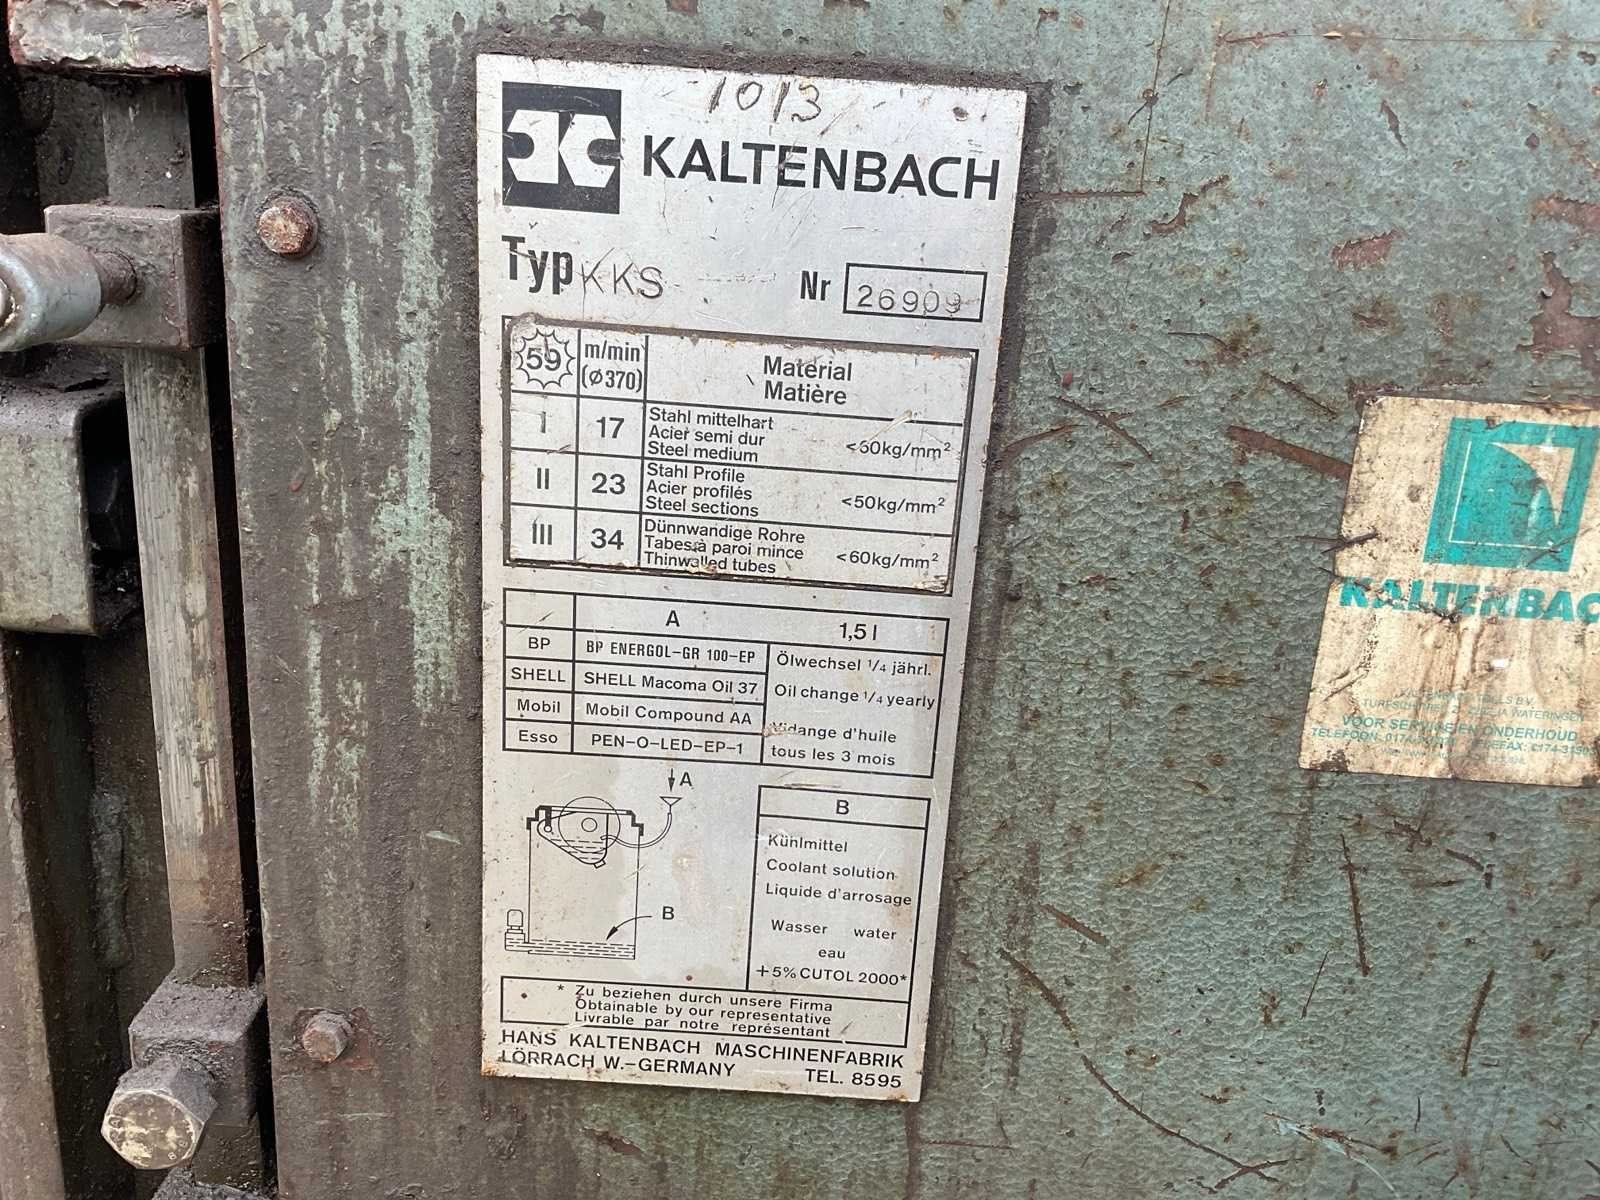 1013
KALTENBACH
Typ KKS
Nr 26909
59 m/min (ø370) Material Matière
I 17 Stahl mittelhart Acier semi dur Steel medium <60kg/mm²
II 23 Stahl Profile Acier profilés Steel sections <50kg/mm²
III 34 Dünnwandige Rohre Tabes à paroi mince Thinwalled tubes <60kg/mm²
A 1,5 l
BP BP ENERGOL-GR 100-EP
SHELL SHELL Macoma Oil 37
Mobil Mobil Compound AA
Esso PEN-O-LED-EP-1
Ölwechsel 1/4 jährl.
Oil change 1/4 yearly
Vidange d'huile
tous les 3 mois
A
B
B
Kühlmittel
Coolant solution
Liquide d'arrosage
Wasser water
eau
+5% CUTOL 2000*
* Zu beziehen durch unsere Firma
Obtainable by our representative
Livrable par notre représentant
HANS KALTENBACH MASCHINENFABRIK
LÖRRACH W.-GERMANY TEL. 8595
KALTENBAC
WATERINGEN
VOOR SERVICE EN ONDERHOUD
TELEFOON: 0174